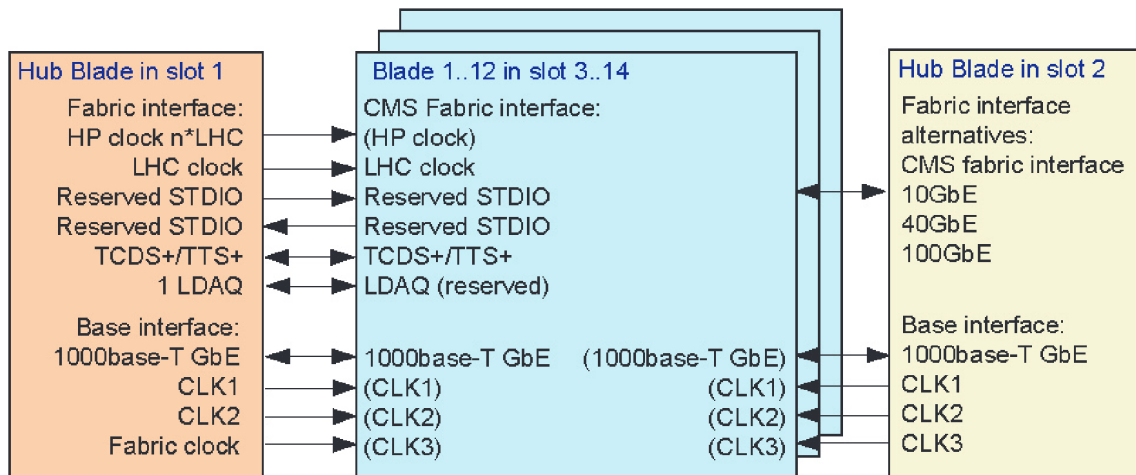 Hub Blade in slot 1
Fabric interface:
HP clock n*LHC
LHC clock
Reserved STDIO
Reserved STDIO
TCDS+/TTS+
1 LDAQ
Base interface:
1000base-T GbE
CLK1
CLK2
Fabric clock
Blade 1..12 in slot 3..14
CMS Fabric interface:
(HP clock)
LHC clock
Reserved STDIO
Reserved STDIO
TCDS+/TTS+
LDAQ (reserved)
1000base-T GbE
(CLK1)
(CLK2)
(CLK3)
(1000base-T GbE)
(CLK1)
(CLK2)
(CLK3)
Hub Blade in slot 2
Fabric interface
alternatives:
CMS fabric interface
10GbE
40GbE
100GbE
Base interface:
1000base-T GbE
CLK1
CLK2
CLK3